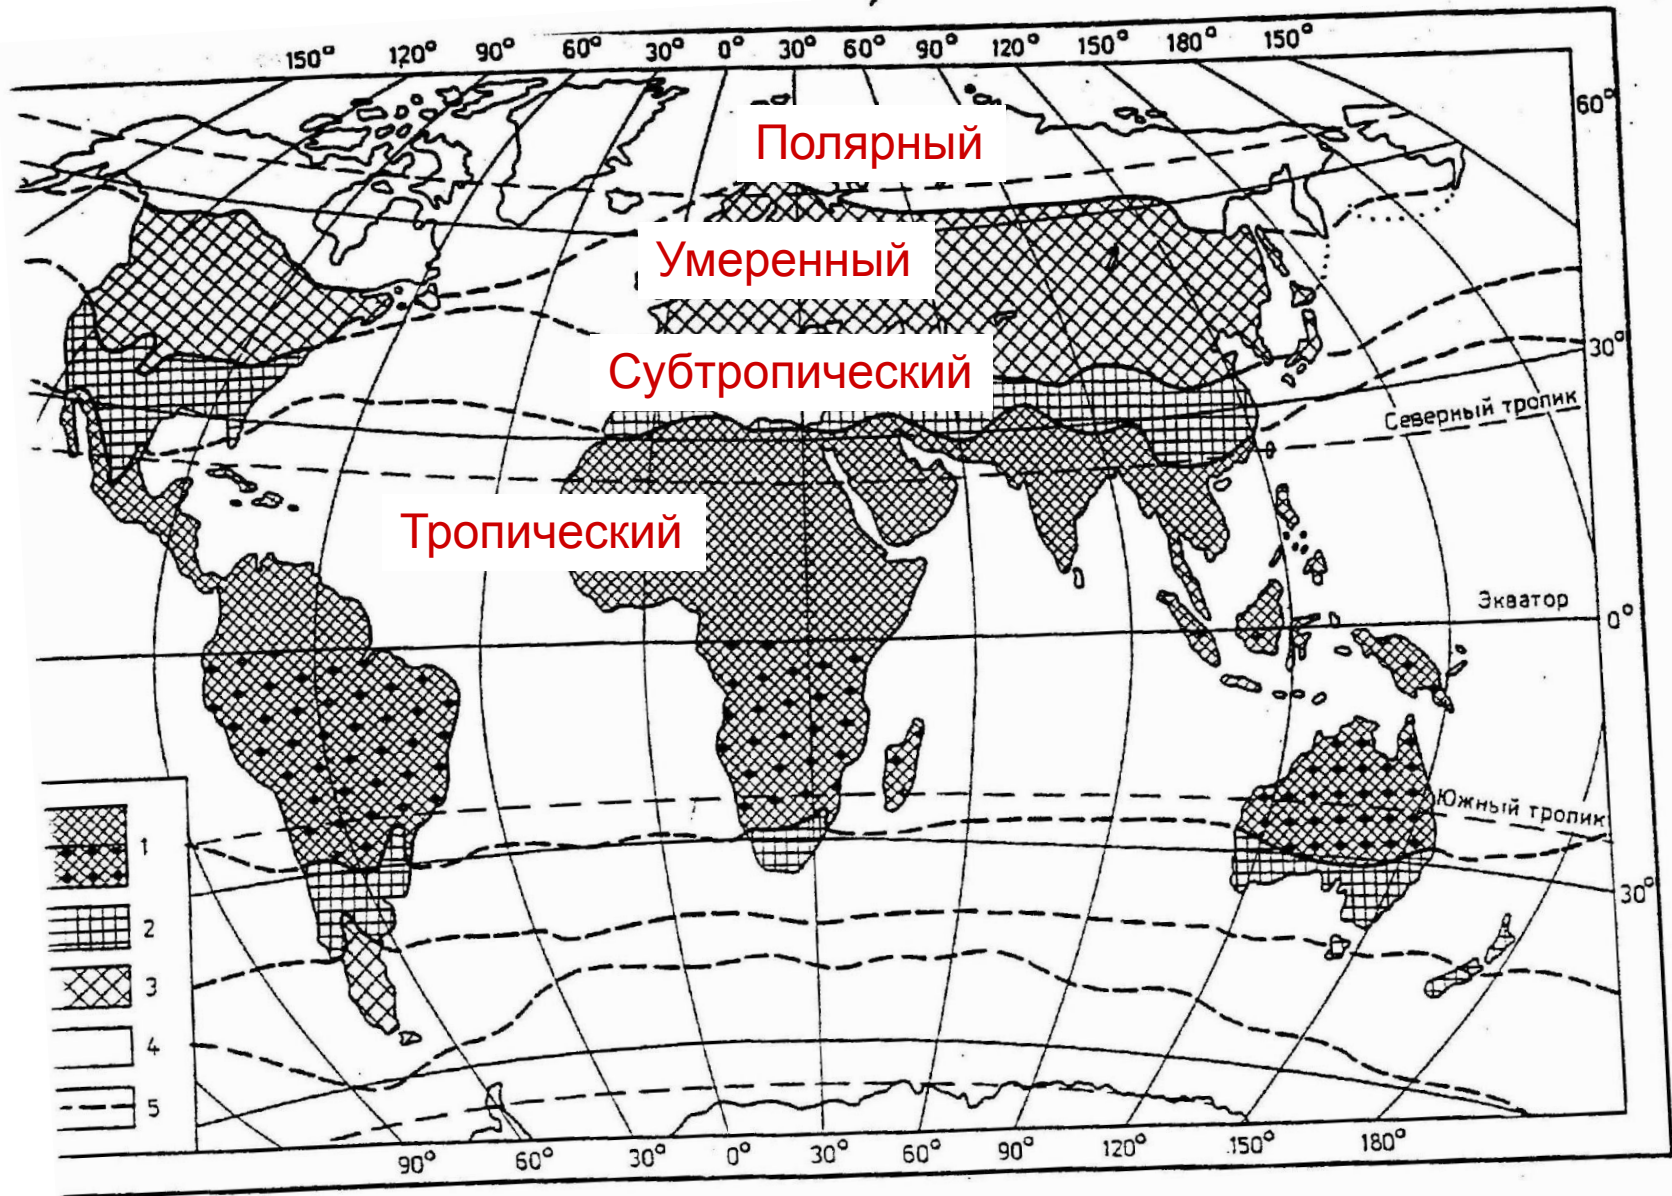 150° 120° 90° 60° 30° 0° 30° 60° 90° 120° 150° 180° 150°
60°
Полярный
Умеренный
30°
Субтропический
Северный тропик
Тропический
Экватор
0°
Южный тропик
1
30°
2
3
4
5
90° 60° 30° 0° 30° 60° 90° 120° 150° 180°